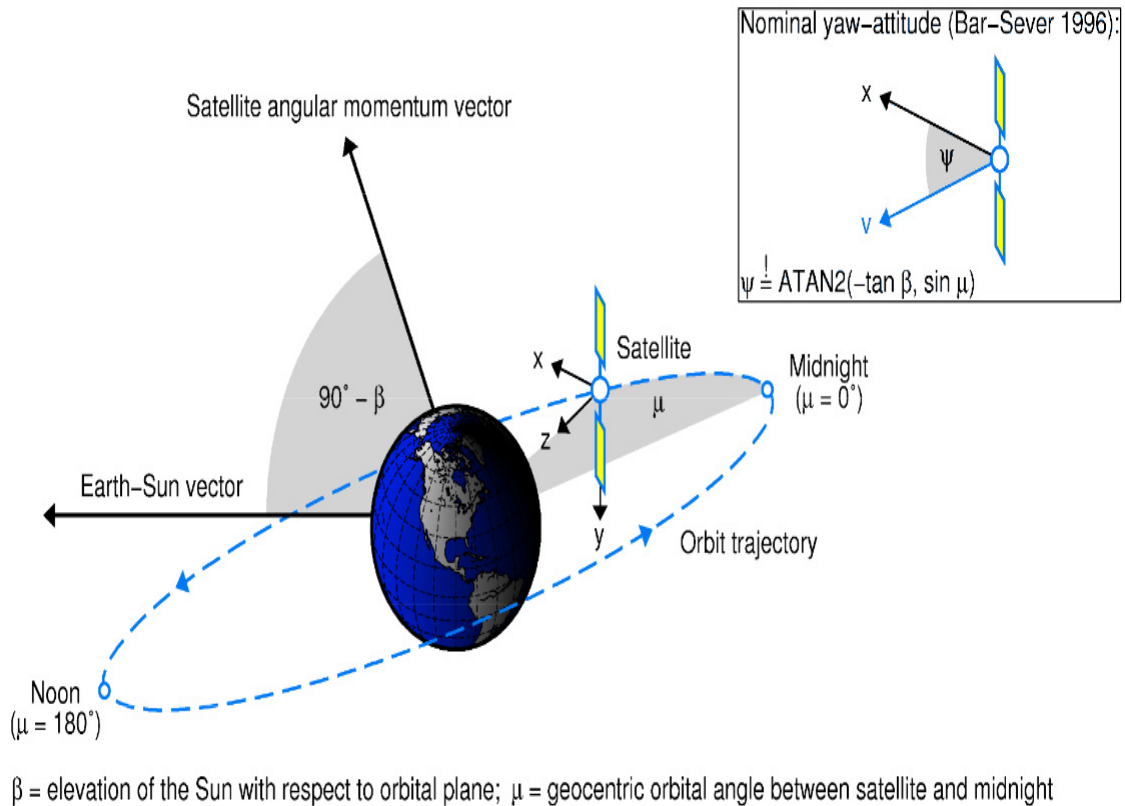 Nominal yaw−attitude (Bar−Sever 1996):
x
ψ
v
ψ ! = ATAN2(−tan β, sin μ)
Satellite angular momentum vector
90˚ − β
Earth−Sun vector
x
Satellite
μ
z
y
Midnight
(μ = 0˚)
Orbit trajectory
Noon
(μ = 180˚)
β = elevation of the Sun with respect to orbital plane; μ = geocentric orbital angle between satellite and midnight